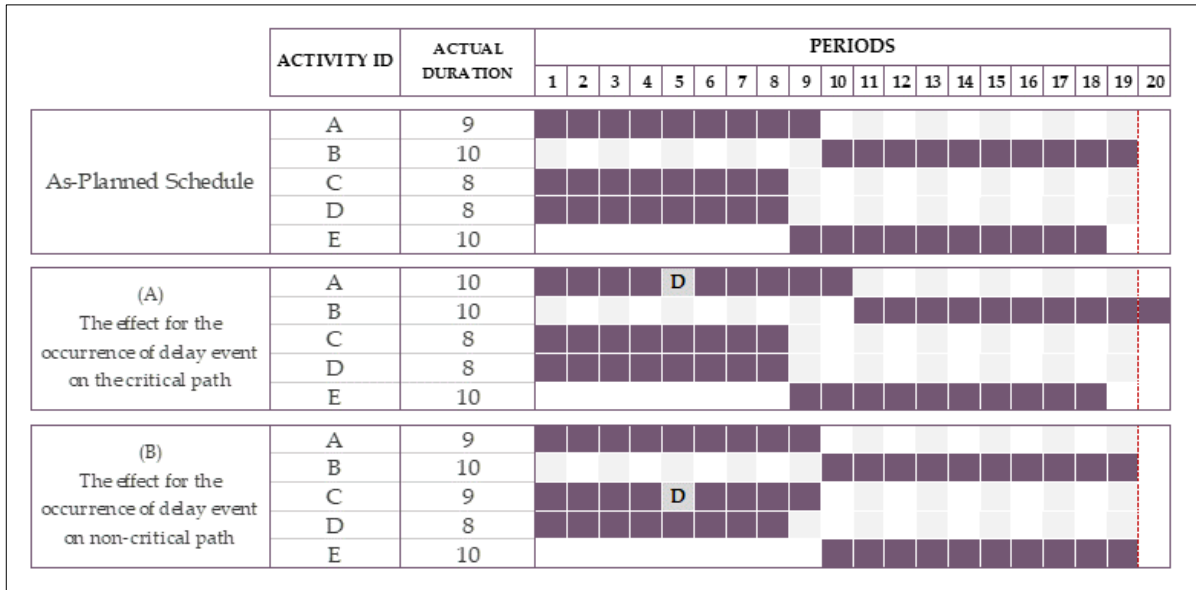 ACTIVITY ID ACTUAL DURATION PERIODS
1 2 3 4 5 6 7 8 9 10 11 12 13 14 15 16 17 18 19 20
As-Planned Schedule
A 9
B 10
C 8
D 8
E 10
(A)
The effect for the
occurrence of delay event
on the critical path
A 10 D
B 10
C 8
D 8
E 10
(B)
The effect for the
occurrence of delay event
on non-critical path
A 9
B 10
C 9 D
D 8
E 10